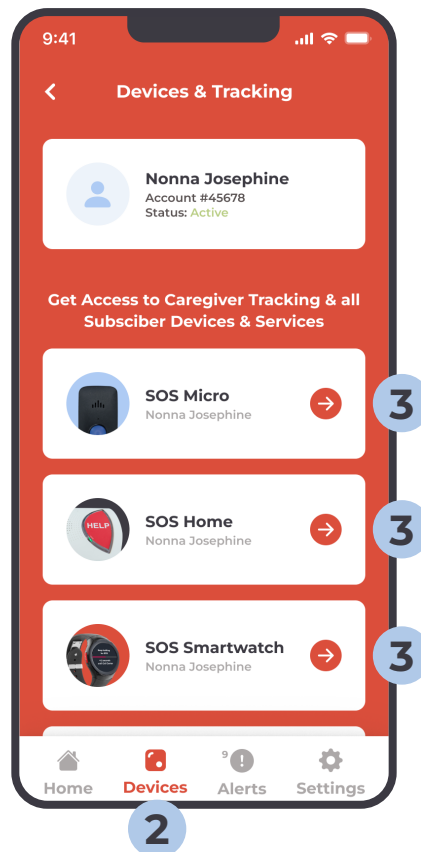 9:41
Devices & Tracking
Nonna Josephine
Account #45678
Status: Active
Get Access to Caregiver Tracking & all
Subsciber Devices & Services
SOS Micro
Nonna Josephine
3
HELP
SOS Home
Nonna Josephine
3
SOS Smartwatch
Nonna Josephine
3
9
!
Home
Devices
Alerts
Settings
2